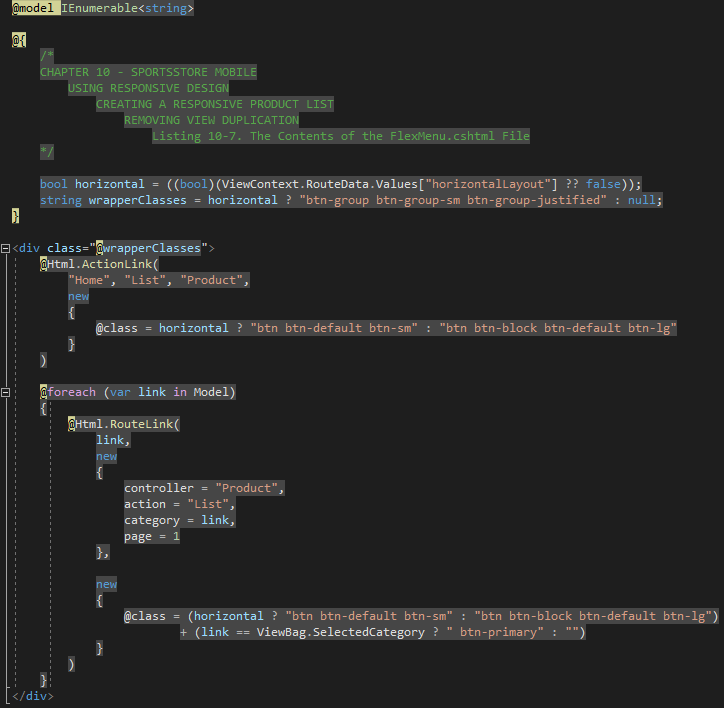 @model IEnumerable<string>
@{
/*
CHAPTER 10 - SPORTSSTORE MOBILE
USING RESPONSIVE DESIGN
CREATING A RESPONSIVE PRODUCT LIST
REMOVING VIEW DUPLICATION
Listing 10-7. The Contents of the FlexMenu.cshtml File
*/
bool horizontal = ((bool)(ViewContext.RouteData.Values["horizontalLayout"] ?? false));
string wrapperClasses = horizontal ? "btn-group btn-group-sm btn-group-justified" : null;
}
<div class="@wrapperClasses">
@Html.ActionLink(
"Home", "List", "Product",
new
{
@class = horizontal ? "btn btn-default btn-sm" : "btn btn-block btn-default btn-lg"
}
)
@foreach (var link in Model)
{
@Html.RouteLink(
link,
new
{
controller = "Product",
action = "List",
category = link,
page = 1
},
new
{
@class = (horizontal ? "btn btn-default btn-sm" : "btn btn-block btn-default btn-lg")
+ (link == ViewBag.SelectedCategory ? " btn-primary" : "")
}
)
}
</div>